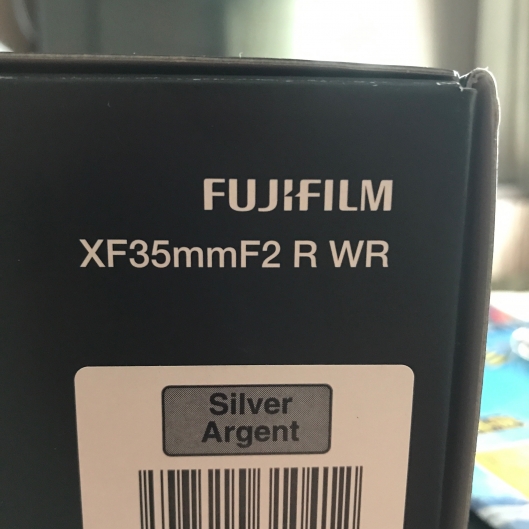 FUJIFILM
XF35mmF2 R WR
Silver
Argent